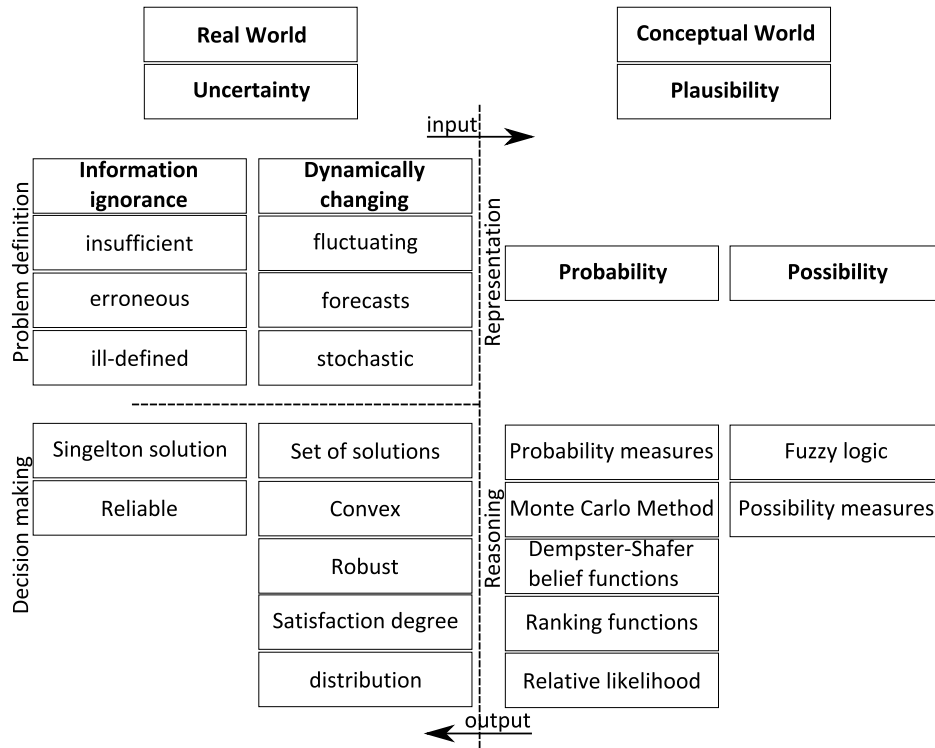 Real World
Conceptual World
Uncertainty
Plausibility
input
Problem definition
Information
ignorance
insufficient
erroneous
ill-defined
Dynamically
changing
fluctuating
forecasts
stochastic
Representation
Probability
Possibility
Decision making
Singelton solution
Reliable
Set of solutions
Convex
Robust
Satisfaction degree
distribution
Reasoning
Probability measures
Monte Carlo Method
Dempster-Shafer
belief functions
Ranking functions
Relative likelihood
Fuzzy logic
Possibility measures
output